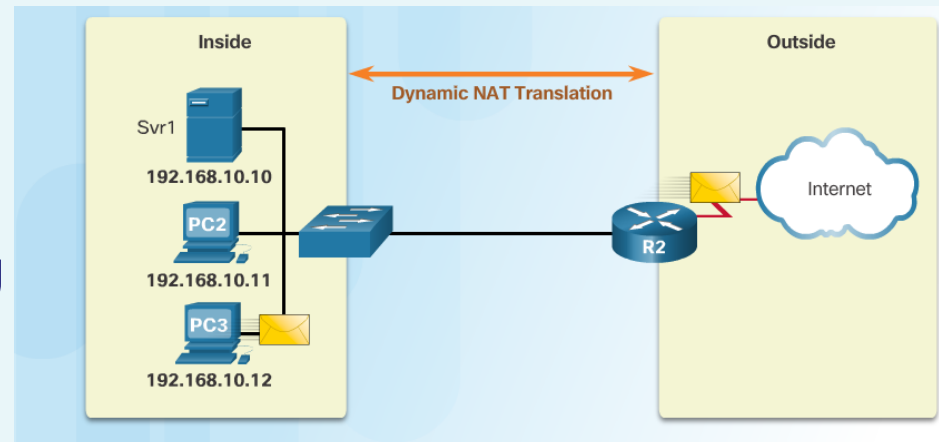 Inside
Outside
Dynamic NAT Translation
Svr1
192.168.10.10
Internet
PC2
R2
192.168.10.11
PC3
192.168.10.12